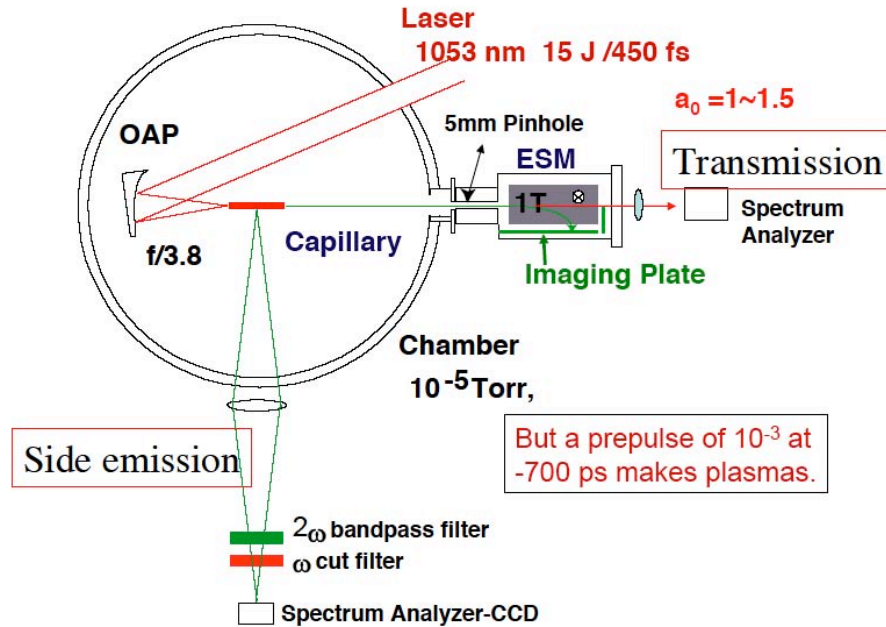 Laser
1053 nm 15 J /450 fs
a₀ =1~1.5
OAP
5mm Pinhole
ESM
Transmission
1T
Spectrum
Analyzer
Capillary
f/3.8
Imaging Plate
Chamber
10⁻⁵Torr,
But a prepulse of 10⁻³ at
-700 ps makes plasmas.
Side emission
2ω bandpass filter
ω cut filter
Spectrum Analyzer-CCD